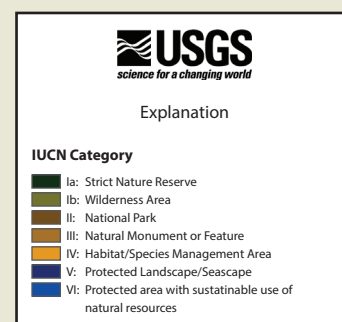 USGS
science for a changing world
Explanation
IUCN Category
Ia: Strict Nature Reserve
Ib: Wilderness Area
II: National Park
III: Natural Monument or Feature
IV: Habitat/Species Management Area
V: Protected Landscape/Seascape
VI: Protected area with sustatinable use of
natural resources